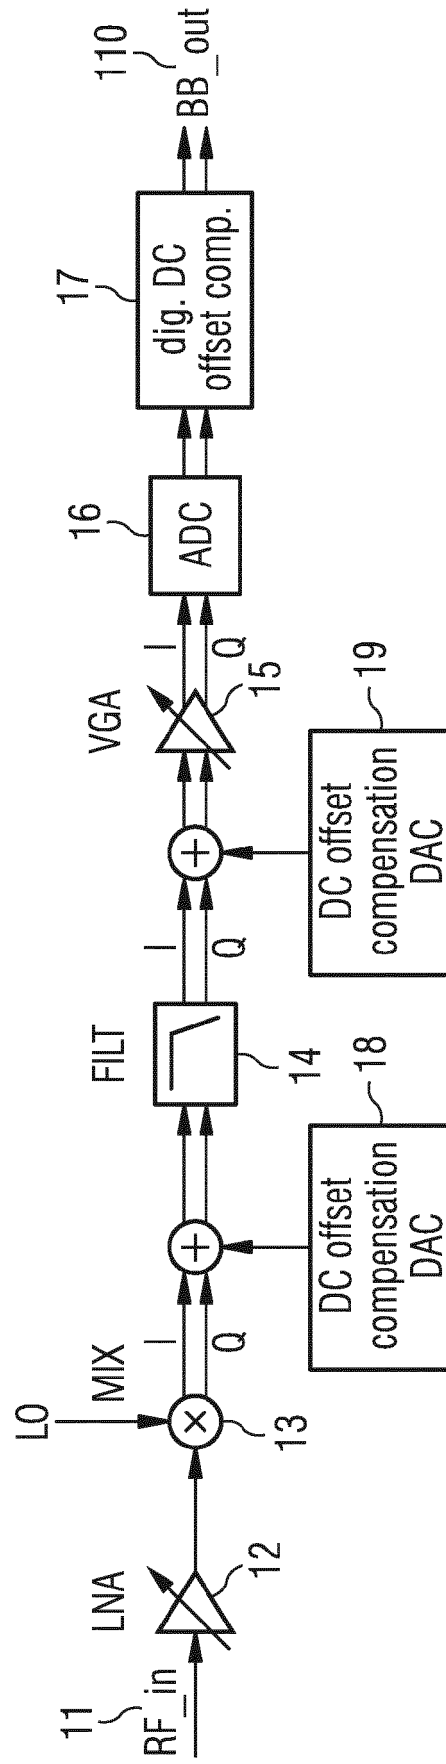 11
RF_in
LNA
12
LO
MIX
13
I
Q
DC offset
compensation
DAC
18
FILT
14
I
Q
DC offset
compensation
DAC
19
VGA
15
I
Q
16
ADC
17
dig. DC
offset comp.
110
BB_out